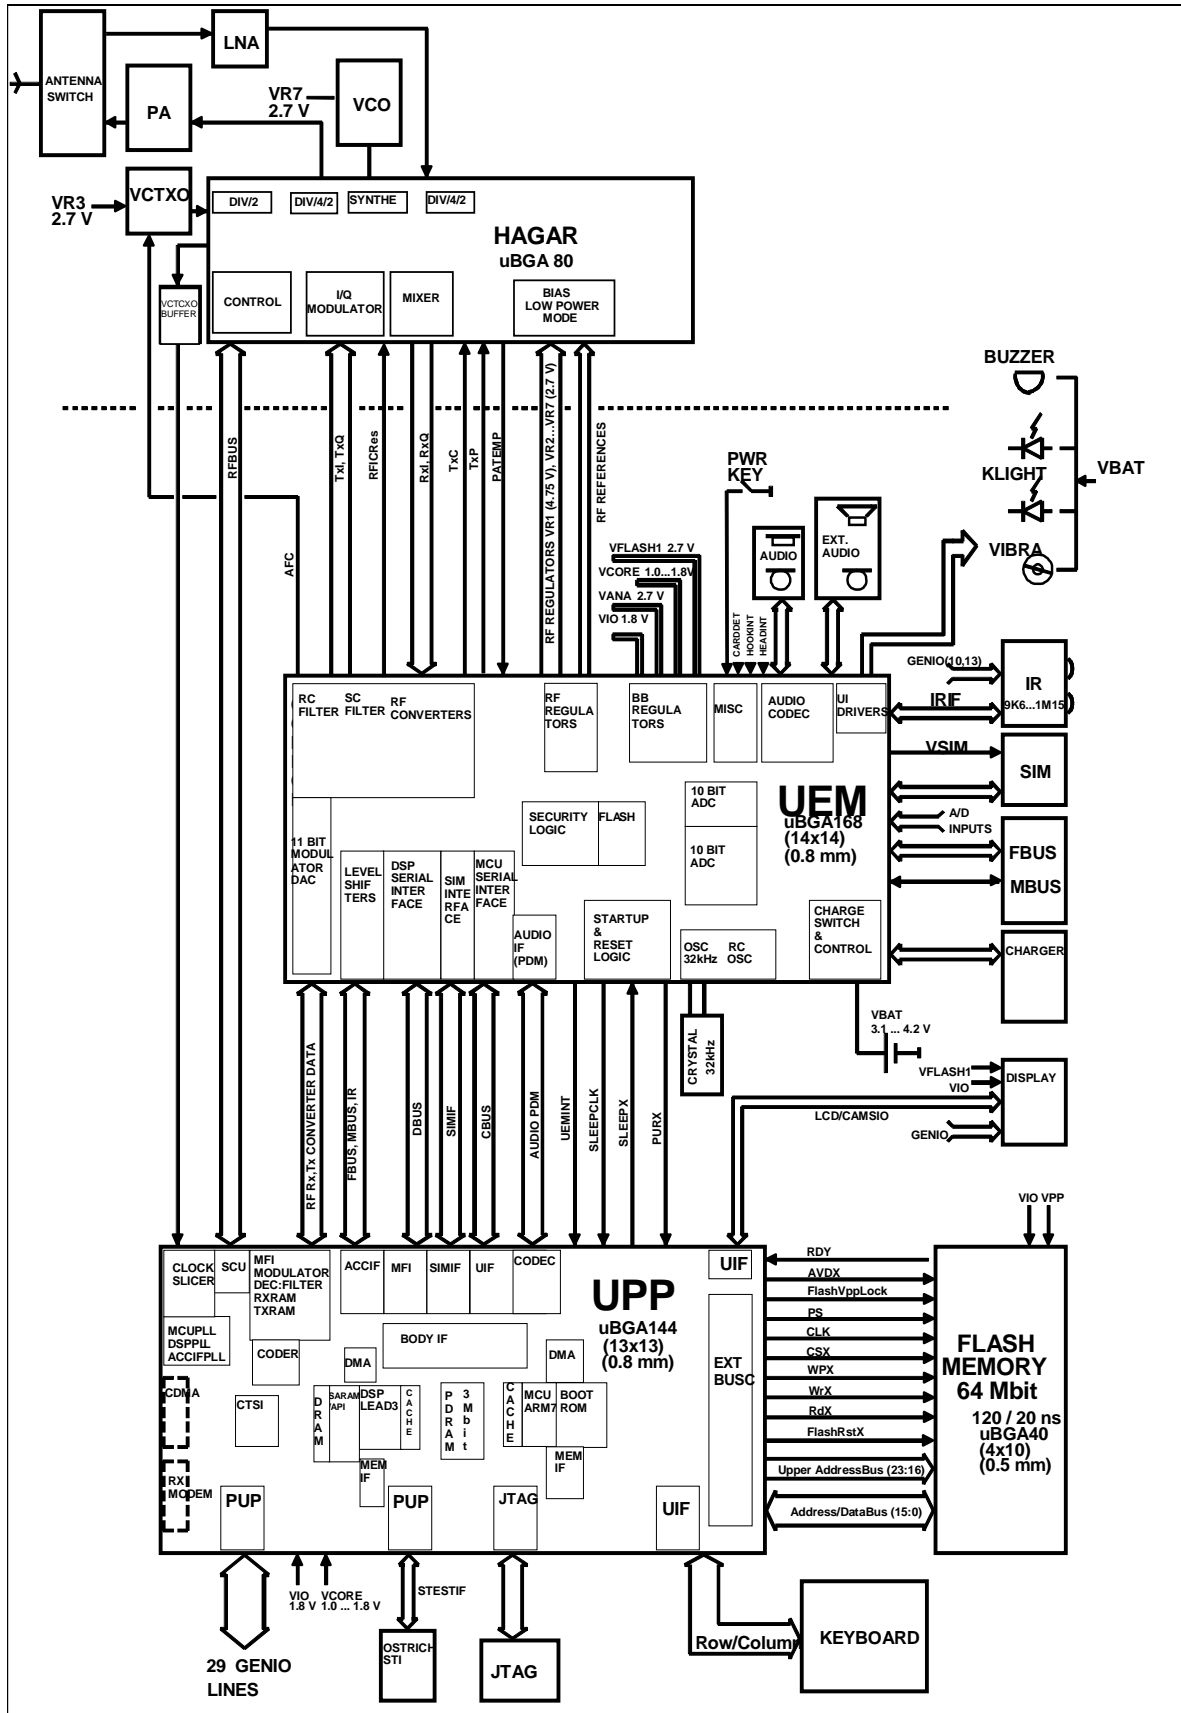 LNA
ANTENNA
SWITCH
PA
VR7
2.7 V
VCO
VCTXO
VR3
2.7 V
DIV/2
DIV/4/2
SYNTHE
DIV/4/2
HAGAR
uBGA 80
VCTCXO
BUFFER
CONTROL
I/Q
MODULATOR
MIXER
BIAS
LOW POWER
MODE
BUZZER
KLIGHT
VBAT
VIBRA
AFC
RFBUS
TxI, TxQ
RFICRes
RxI, RxQ
TxC
TxP
PATEMP
RF REGULATORS VR1 (4.75 V), VR2...VR7 (2.7 V)
RF REFERENCES
PWR
KEY
VFLASH1 2.7 V
VCORE 1.0...1.8V
VANA 2.7 V
VIO 1.8 V
CARDDET
HOOKINT
HEADINT
AUDIO
EXT.
AUDIO
GENIO(10,13)
IR
9K6...1M15
IRIF
VSIM
SIM
A/D
INPUTS
FBUS
MBUS
CHARGER
RC
FILTER
SC
FILTER
RF
CONVERTERS
RF
REGULA
TORS
BB
REGULA
TORS
MISC
AUDIO
CODEC
UI
DRIVERS
UEM
uBGA168
(14x14)
(0.8 mm)
10 BIT
ADC
10 BIT
ADC
SECURITY
LOGIC
FLASH
11 BIT
MODUL
ATOR
DAC
LEVEL
SHIF
TERS
DSP
SERIAL
INTER
FACE
SIM
INTE
RFA
CE
MCU
SERIAL
INTER
FACE
AUDIO
IF
(PDM)
STARTUP
&
RESET
LOGIC
OSC
32kHz
RC
OSC
CHARGE
SWITCH
&
CONTROL
VBAT
3.1 ... 4.2 V
CRYSTAL
32kHz
RF Rx,Tx CONVERTER DATA
FBUS, MBUS, IR
DBUS
SIMIF
CBUS
AUDIO PDM
UEMINT
SLEEPCLK
SLEEPX
PURX
VFLASH1
VIO
DISPLAY
LCD/CAMSIO
GENIO
VIO VPP
CLOCK
SLICER
SCU
MFI
MODULATOR
DEC:FILTER
RXRAM
TXRAM
ACCIF
MFI
SIMIF
UIF
CODEC
UPP
uBGA144
(13x13)
(0.8 mm)
UIF
MCUPLL
DSPPLL
ACCIFPLL
CODER
BODY IF
DMA
DMA
EXT
BUSC
CDMA
CTSI
DRAM
SARAM
/API
DSP
LEAD3
CACHE
PDRAM
3Mbit
CACHE
MCU
ARM7
BOOT
ROM
MEM
IF
MEM
IF
RX
MODEM
PUP
PUP
JTAG
UIF
RDY
AVDX
FlashVppLock
PS
CLK
CSX
WPX
WrX
RdX
FlashRstX
Upper AddressBus (23:16)
Address/DataBus (15:0)
FLASH
MEMORY
64 Mbit
120 / 20 ns
uBGA40
(4x10)
(0.5 mm)
VIO
1.8 V
VCORE
1.0 ... 1.8 V
STESTIF
29 GENIO
LINES
OSTRICH
STI
JTAG
Row/Column
KEYBOARD